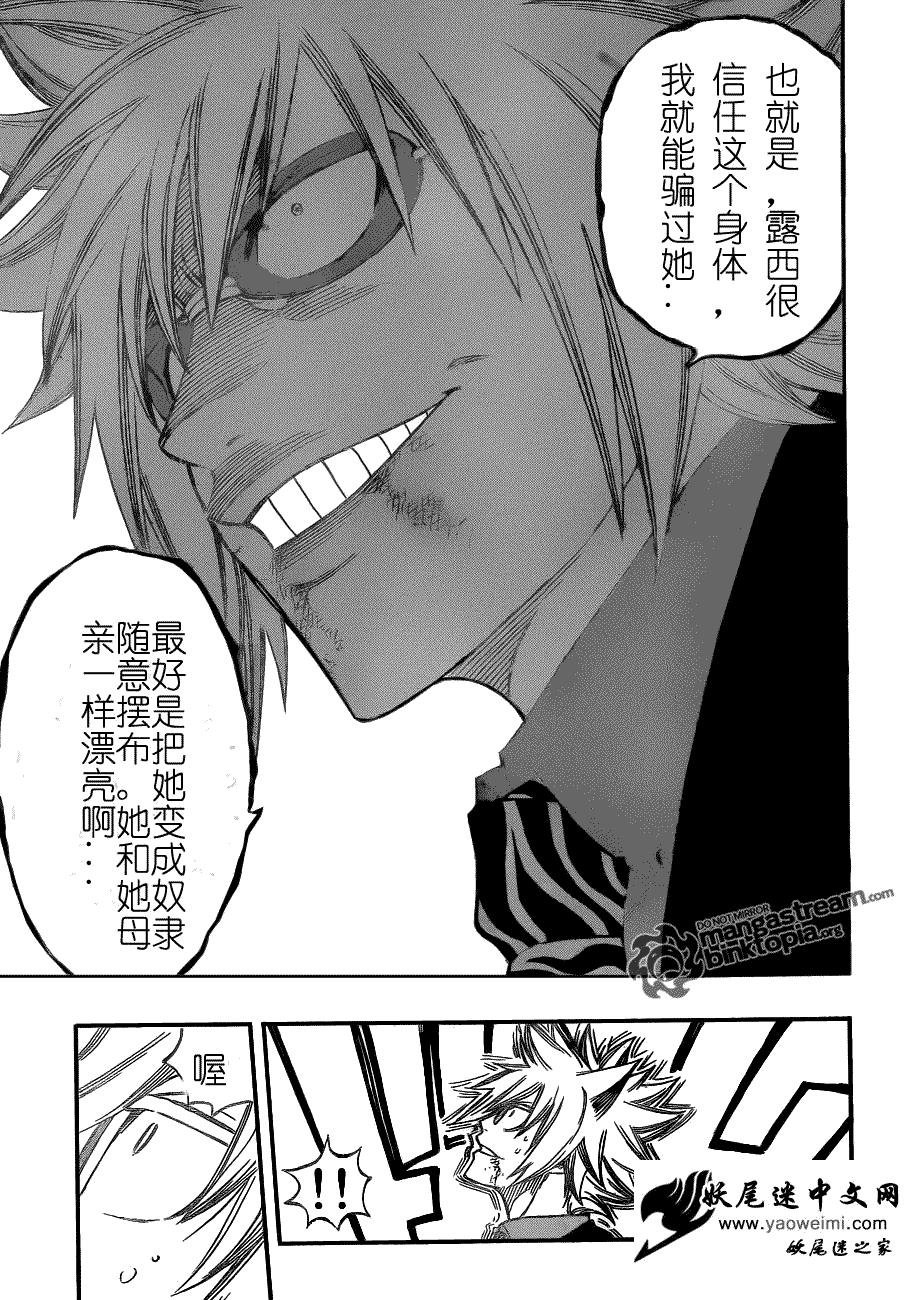 也就是，露西很
信任这个身体，
我就能骗过她…
最好是把她变成奴隶
随意摆布。她和她母
亲一样漂亮啊…
DO NOT MIRROR
mangastream.com
binktopia.org
!!
喔
妖尾迷中文网
www.yaoweimi.com
妖尾迷之家